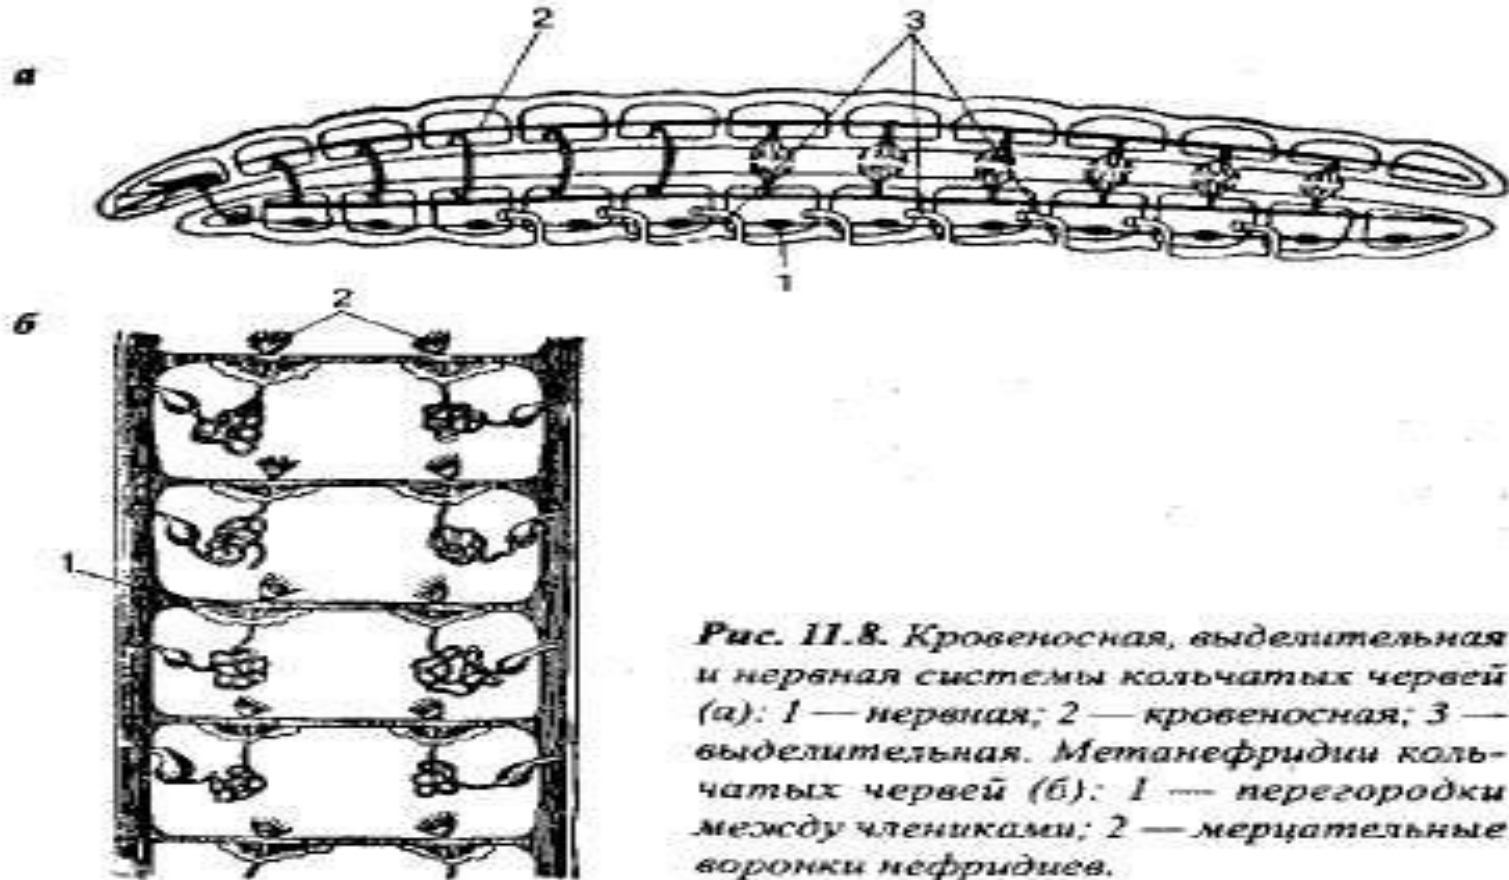 2
3
а
1
б
2
1
Рис. 11.8. Кровеносная, выделительная
и нервная системы кольчатых червей
(а): 1 — нервная; 2 — кровеносная; 3 —
выделительная. Метанефридии коль-
чатых червей (б): 1 — перегородки
между члениками; 2 — мерцательные
воронки нефридиев.